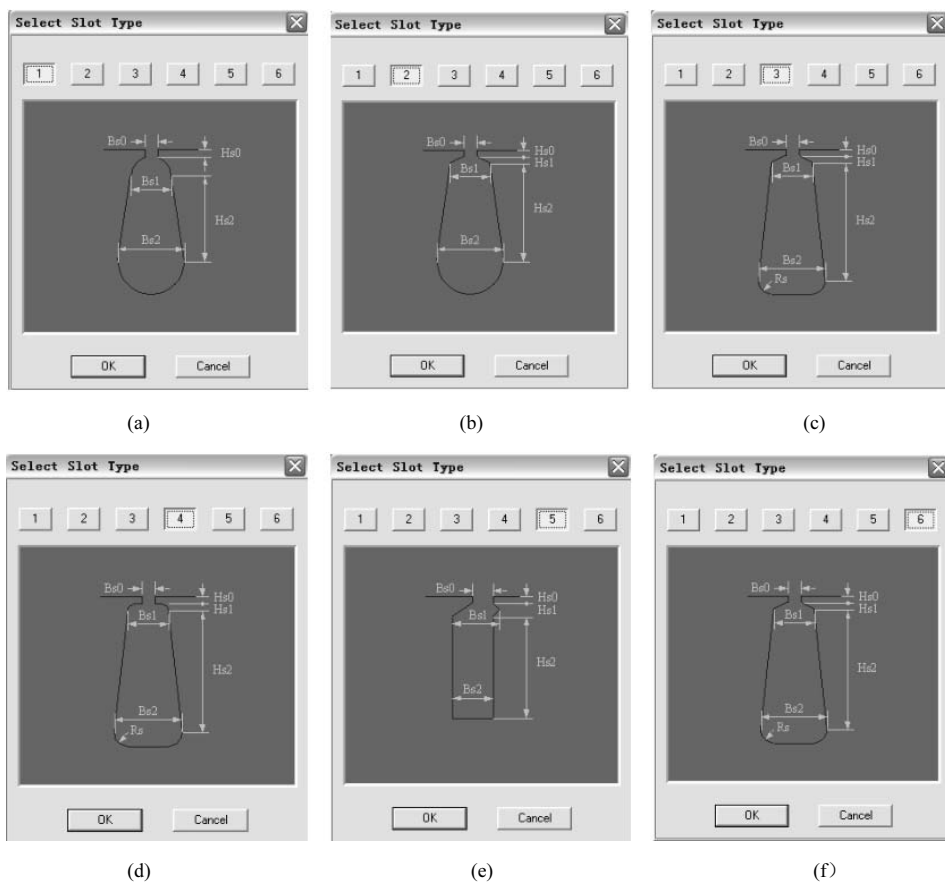 Select Slot Type
1 2 3 4 5 6
Bs0
Hs0
Bs1
Hs2
Bs2
OK Cancel
(a)
Select Slot Type
1 2 3 4 5 6
Bs0
Hs0
Hs1
Bs1
Hs2
Bs2
OK Cancel
(b)
Select Slot Type
1 2 3 4 5 6
Bs0
Hs0
Hs1
Bs1
Hs2
Bs2
Rs
OK Cancel
(c)
Select Slot Type
1 2 3 4 5 6
Bs0
Hs0
Hs1
Bs1
Hs2
Bs2
Rs
OK Cancel
(d)
Select Slot Type
1 2 3 4 5 6
Bs0
Hs0
Hs1
Bs1
Hs2
Bs2
OK Cancel
(e)
Select Slot Type
1 2 3 4 5 6
Bs0
Hs0
Hs1
Bs1
Hs2
Bs2
Rs
OK Cancel
(f）